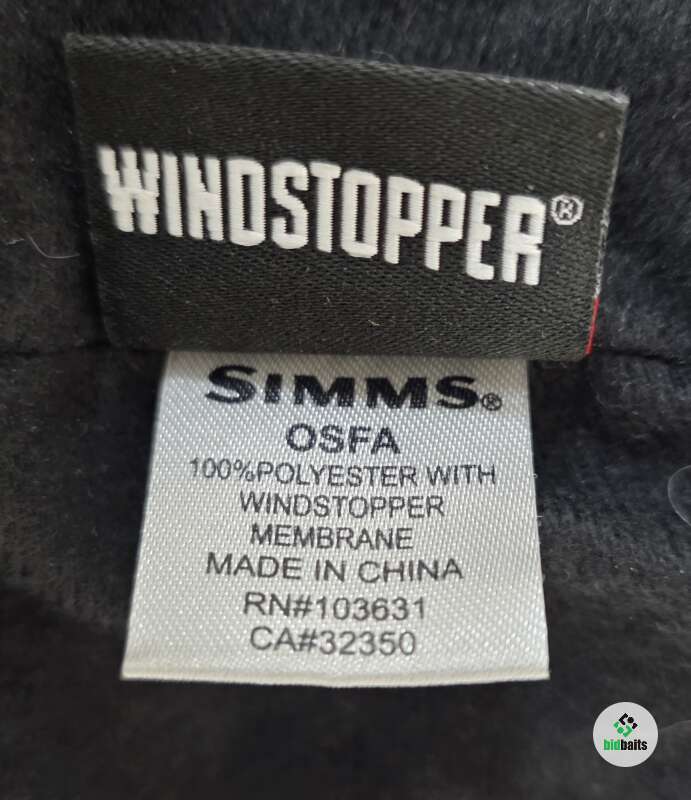 WINDSTOPPER®
SIMMS®
OSFA
100%POLYESTER WITH
WINDSTOPPER
MEMBRANE
MADE IN CHINA
RN#103631
CA#32350
bidbaits